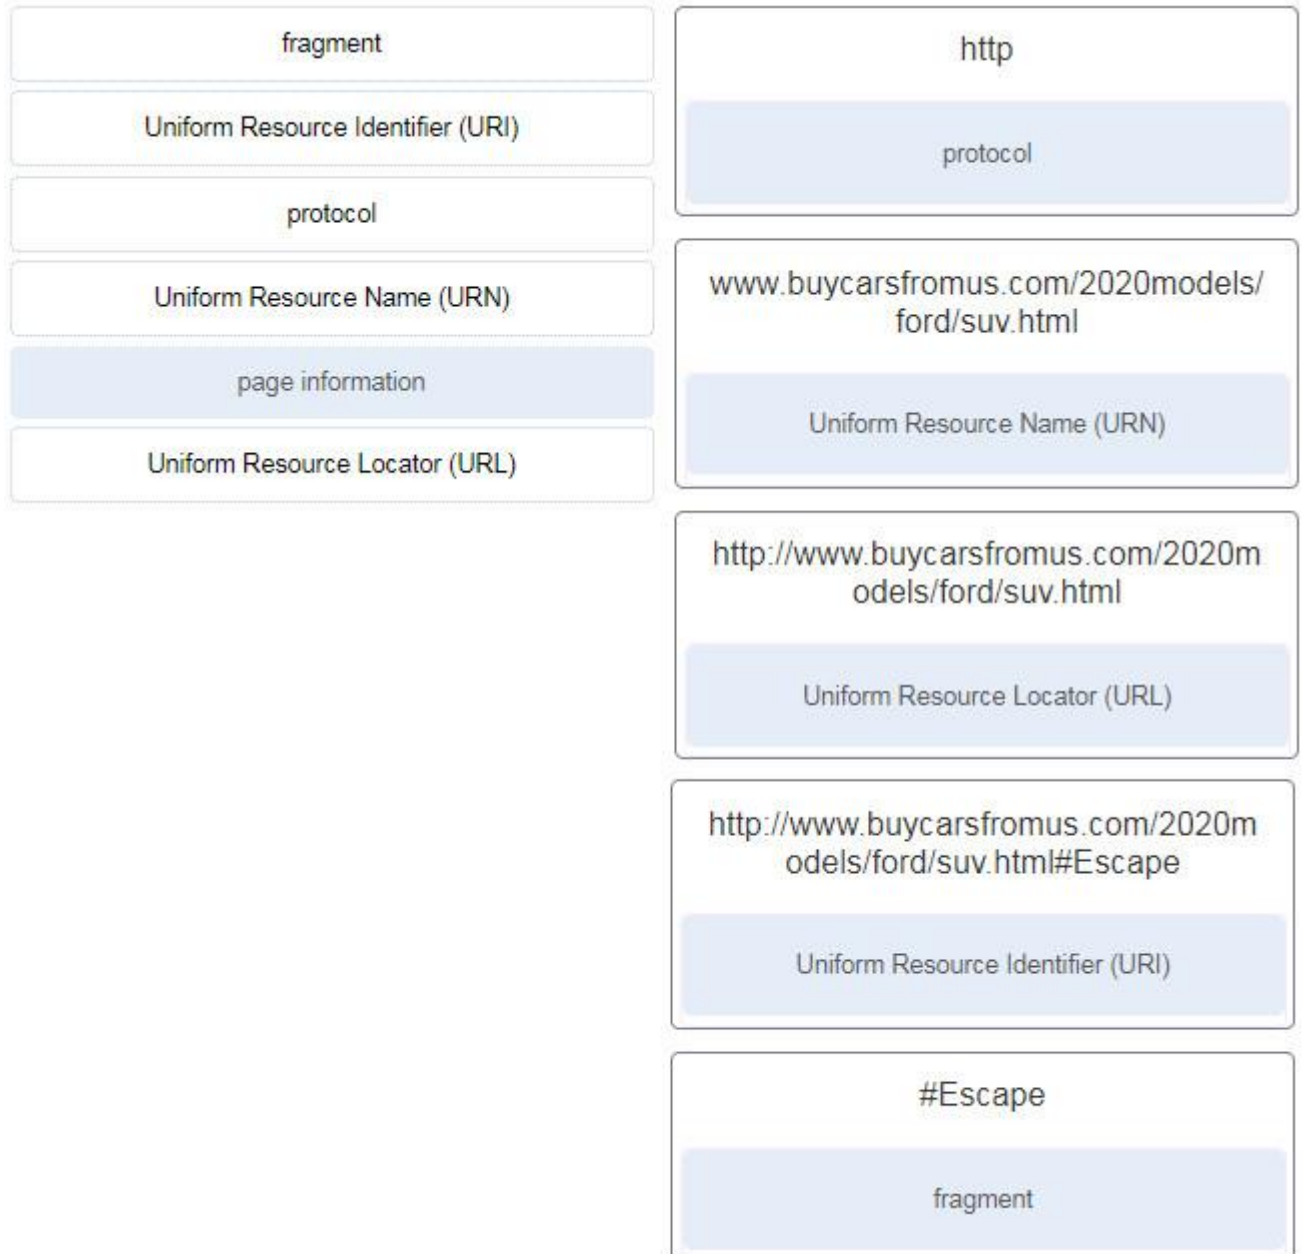 fragment
Uniform Resource Identifier (URI)
protocol
Uniform Resource Name (URN)
page information
Uniform Resource Locator (URL)
http
protocol
www.buycarsfromus.com/2020models/
ford/suv.html
Uniform Resource Name (URN)
http://www.buycarsfromus.com/2020m
odels/ford/suv.html
Uniform Resource Locator (URL)
http://www.buycarsfromus.com/2020m
odels/ford/suv.html#Escape
Uniform Resource Identifier (URI)
#Escape
fragment